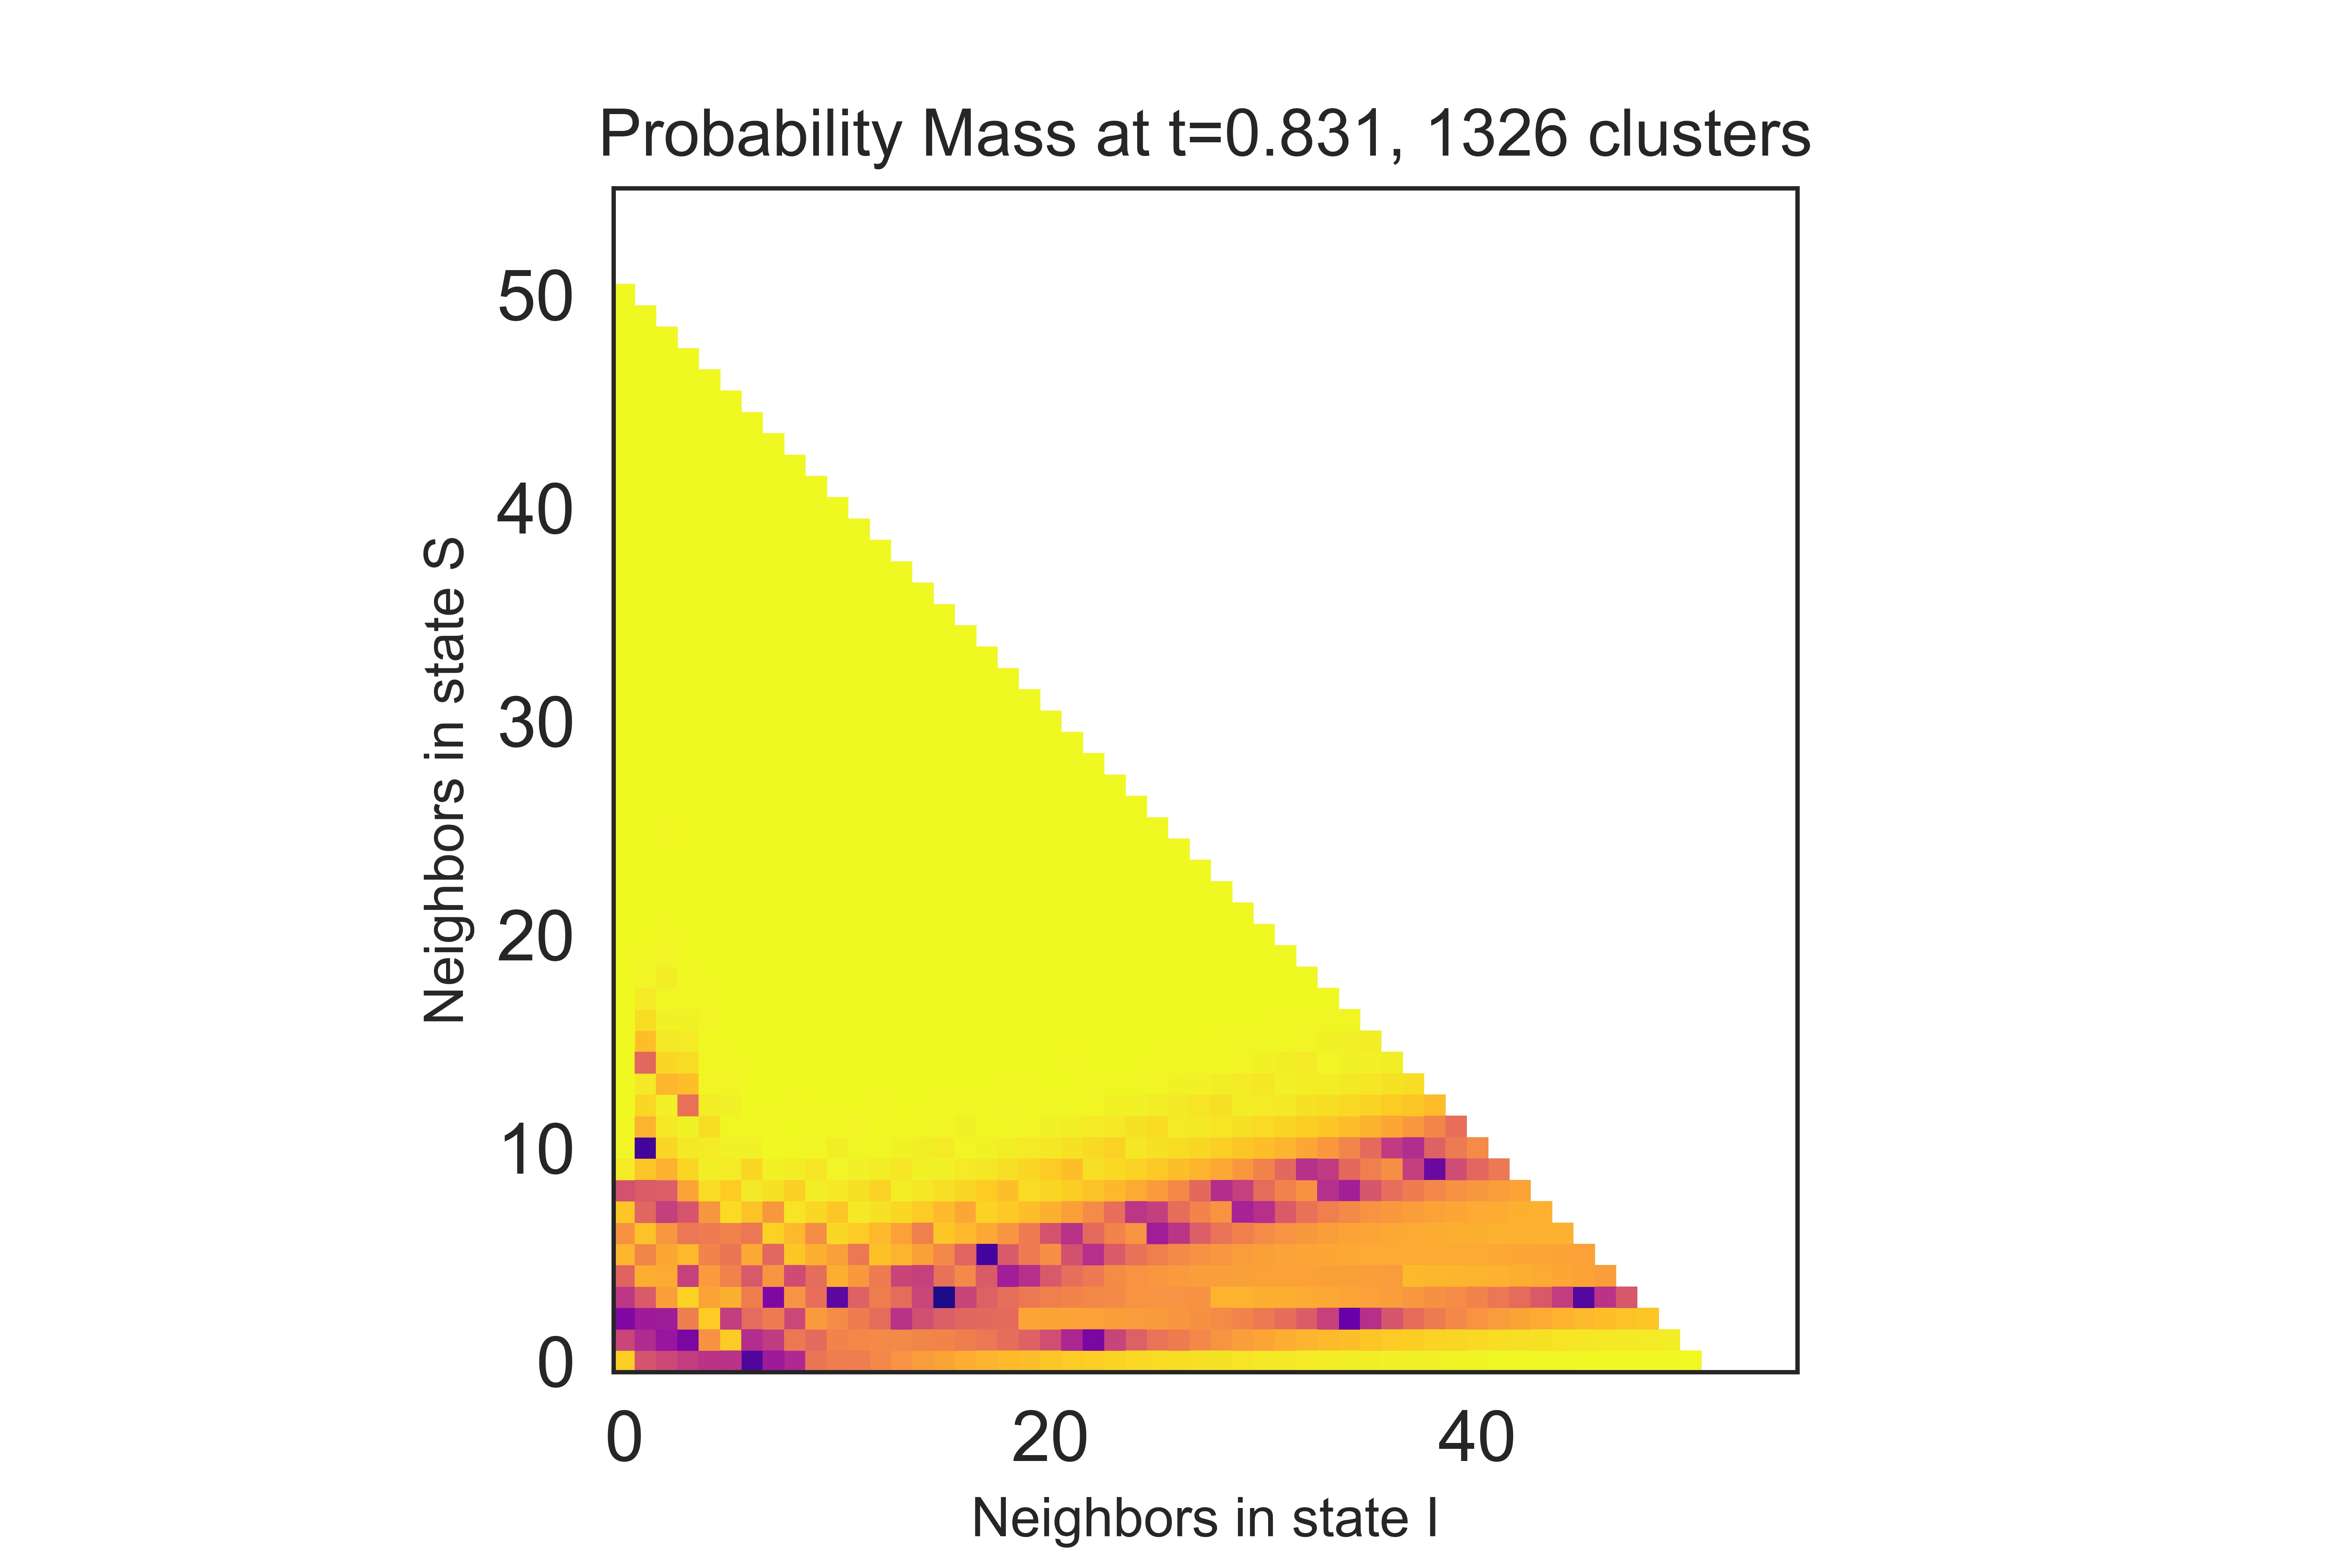 Probability Mass at t=0.831, 1326 clusters
Neighbors in state S
50
40
30
20
10
0
0 20 40
Neighbors in state I